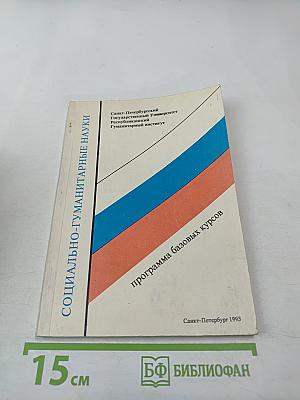 СОЦИАЛЬНО-ГУМАНИТАРНЫЕ НАУКИ
Санкт-Петербургский
Государственный Университет
Республиканский
Гуманитарный институт
программа базовых курсов
Санкт-Петербург 1993
15 см
БФ БИБЛИОФАН